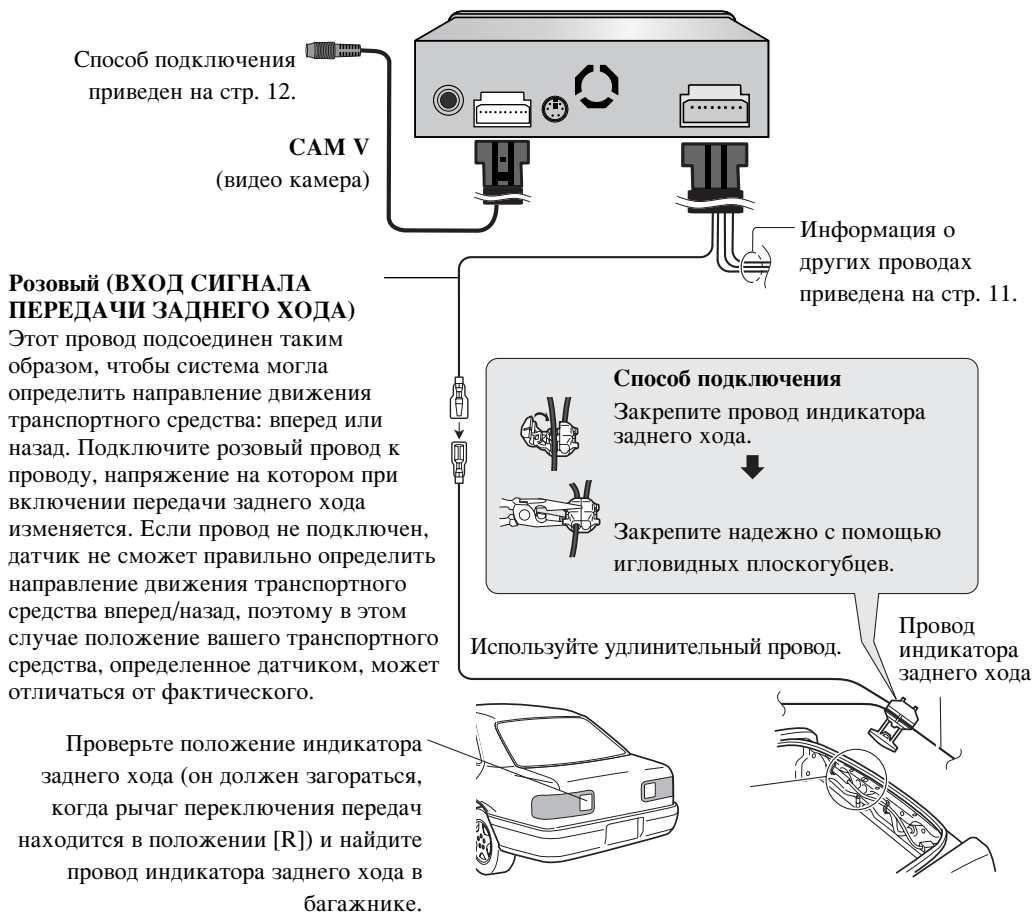 Способ подключения
приведен на стр. 12.
CAM V
(видео камера)
Информация о
других проводах
приведена на стр. 11.
Розовый (ВХОД СИГНАЛА
ПЕРЕДАЧИ ЗАДНЕГО ХОДА)
Этот провод подсоединен таким
образом, чтобы система могла
определить направление движения
транспортного средства: вперед или
назад. Подключите розовый провод к
проводу, напряжение на котором при
включении передачи заднего хода
изменяется. Если провод не подключен,
датчик не сможет правильно определить
направление движения транспортного
средства вперед/назад, поэтому в этом
случае положение вашего транспортного
средства, определенное датчиком, может
отличаться от фактического.
Способ подключения
Закрепите провод индикатора
заднего хода.
Закрепите надежно с помощью
игловидных плоскогубцев.
Используйте удлинительный провод.
Провод
индикатора
заднего хода
Проверьте положение индикатора
заднего хода (он должен загораться,
когда рычаг переключения передач
находится в положении [R]) и найдите
провод индикатора заднего хода в
багажнике.